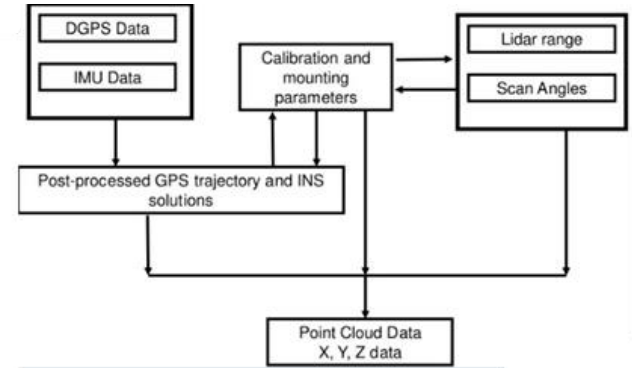 DGPS Data
IMU Data
Calibration and
mounting
parameters
Lidar range
Scan Angles
Post-processed GPS trajectory and INS
solutions
Point Cloud Data
X, Y, Z data